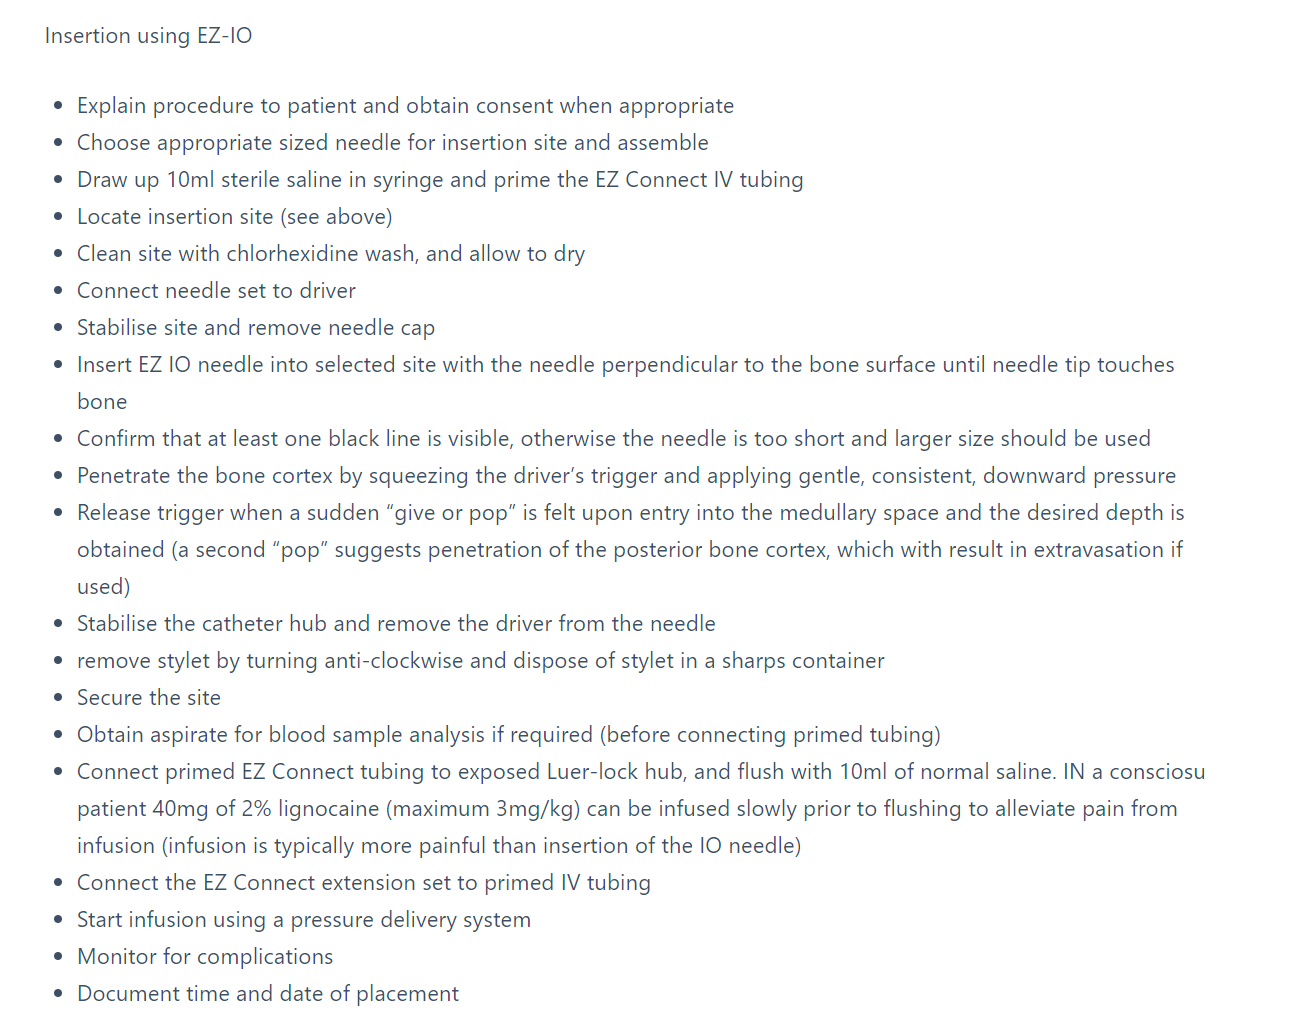 Insertion using EZ-IO
• Explain procedure to patient and obtain consent when appropriate
• Choose appropriate sized needle for insertion site and assemble
• Draw up 10ml sterile saline in syringe and prime the EZ Connect IV tubing
• Locate insertion site (see above)
• Clean site with chlorhexidine wash, and allow to dry
• Connect needle set to driver
• Stabilise site and remove needle cap
• Insert EZ IO needle into selected site with the needle perpendicular to the bone surface until needle tip touches
bone
• Confirm that at least one black line is visible, otherwise the needle is too short and larger size should be used
• Penetrate the bone cortex by squeezing the driver’s trigger and applying gentle, consistent, downward pressure
• Release trigger when a sudden “give or pop” is felt upon entry into the medullary space and the desired depth is
obtained (a second “pop” suggests penetration of the posterior bone cortex, which with result in extravasation if
used)
• Stabilise the catheter hub and remove the driver from the needle
• remove stylet by turning anti-clockwise and dispose of stylet in a sharps container
• Secure the site
• Obtain aspirate for blood sample analysis if required (before connecting primed tubing)
• Connect primed EZ Connect tubing to exposed Luer-lock hub, and flush with 10ml of normal saline. IN a consciosu
patient 40mg of 2% lignocaine (maximum 3mg/kg) can be infused slowly prior to flushing to alleviate pain from
infusion (infusion is typically more painful than insertion of the IO needle)
• Connect the EZ Connect extension set to primed IV tubing
• Start infusion using a pressure delivery system
• Monitor for complications
• Document time and date of placement